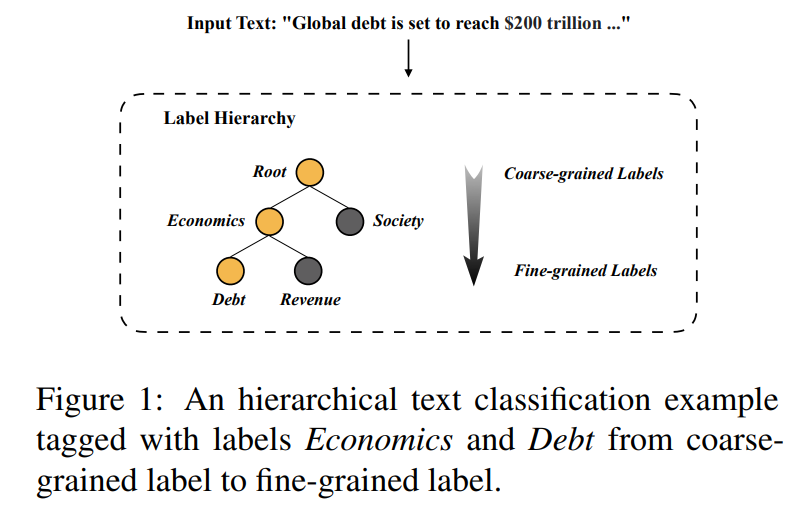 Input Text: "Global debt is set to reach $200 trillion ..."
Label Hierarchy
Root
Coarse-grained Labels
Economics
Society
Fine-grained Labels
Debt
Revenue
Figure 1: An hierarchical text classification example
tagged with labels Economics and Debt from coarse-
grained label to fine-grained label.